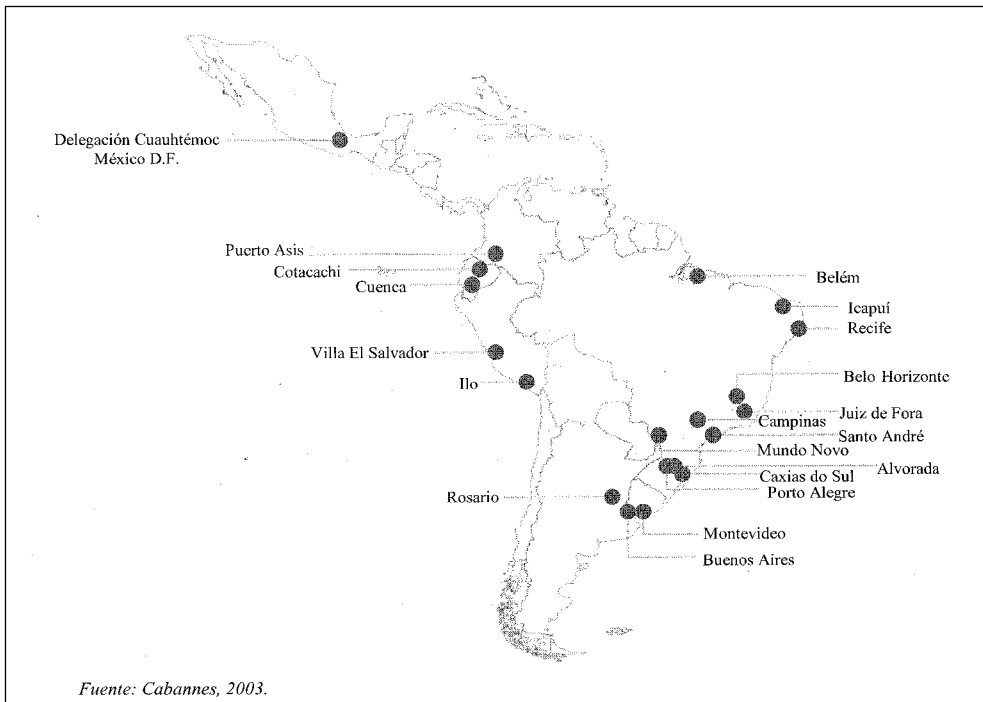 Delegación Cuauhtémoc
México D.F.
Puerto Asis
Cotacachi
Cuenca
Villa El Salvador
Ilo
Belém
Icapuí
Recife
Belo Horizonte
Juiz de Fora
Campinas
Santo André
Mundo Novo
Alvorada
Caxias do Sul
Porto Alegre
Rosario
Montevideo
Buenos Aires
Fuente: Cabannes, 2003.